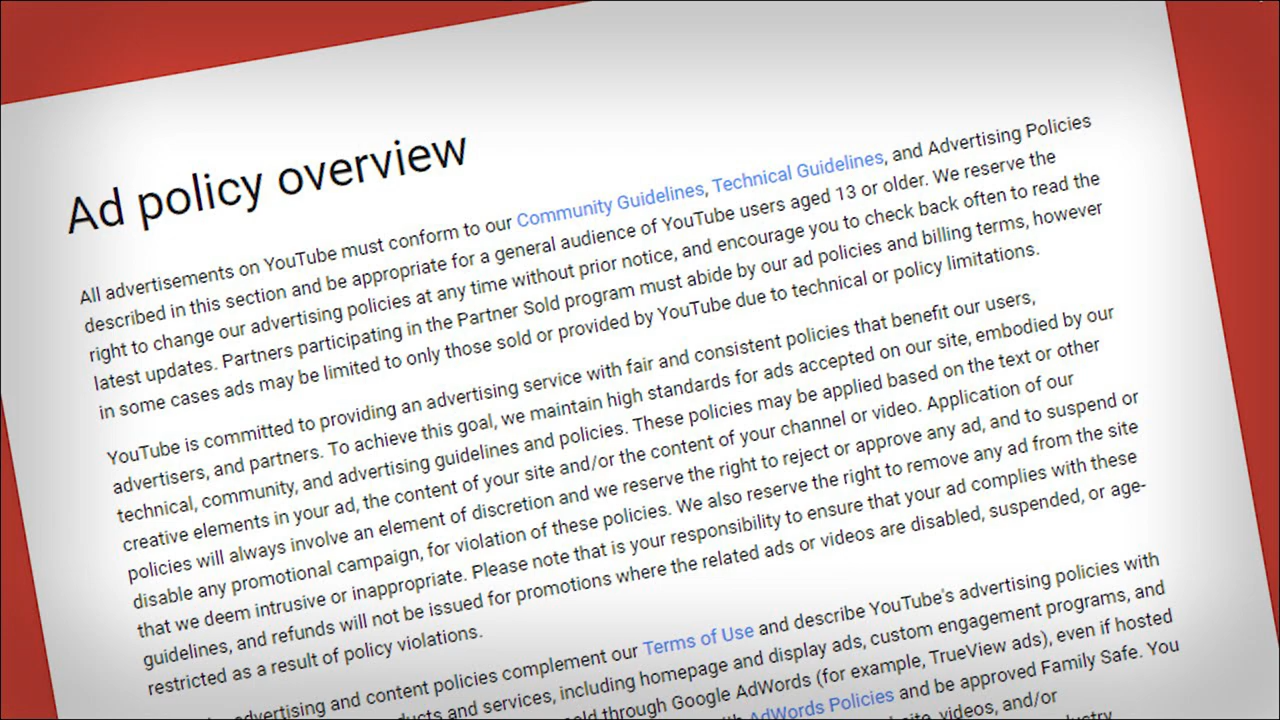 Ad policy overview
All advertisements on YouTube must conform to our Community Guidelines, Technical Guidelines, and Advertising Policies
described in this section and be appropriate for a general audience of YouTube users aged 13 or older. We reserve the
right to change our advertising policies at any time without prior notice, and encourage you to check back often to read the
latest updates. Partners participating in the Partner Sold program must abide by our ad policies and billing terms, however
in some cases ads may be limited to only those sold or provided by YouTube due to technical or policy limitations.
YouTube is committed to providing an advertising service with fair and consistent policies that benefit our users,
advertisers, and partners. To achieve this goal, we maintain high standards for ads accepted on our site, embodied by our
technical, community, and advertising guidelines and policies. These policies may be applied based on the text or other
creative elements in your ad, the content of your site and/or the content of your channel or video. Application of our
policies will always involve an element of discretion and we reserve the right to reject or approve any ad, and to suspend or
disable any promotional campaign, for violation of these policies. We also reserve the right to remove any ad from the site
that we deem intrusive or inappropriate. Please note that is your responsibility to ensure that your ad complies with these
guidelines, and refunds will not be issued for promotions where the related ads or videos are disabled, suspended, or age-
restricted as a result of policy violations.
advertising and content policies complement our Terms of Use and describe YouTube's advertising policies with
and services, including homepage and display ads, custom engagement programs, and
through Google AdWords (for example, TrueView ads), even if hosted
AdWords Policies and be approved Family Safe. You
videos, and/or